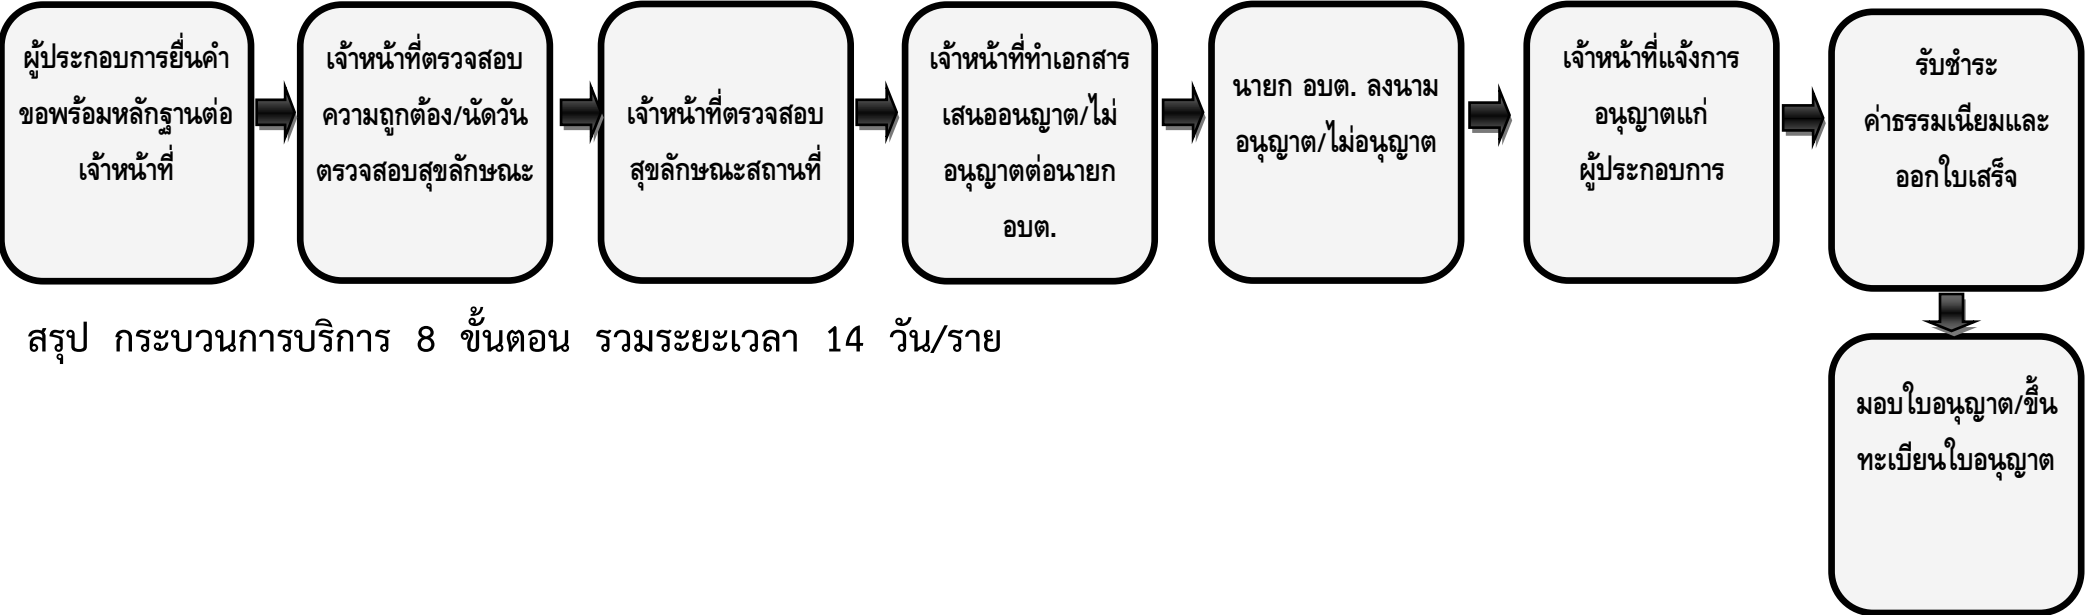 ผู้ประกอบการยื่นคำ
ขอพร้อมหลักฐานต่อ
เจ้าหน้าที่
เจ้าหน้าที่ตรวจสอบ
ความถูกต้อง/นัดวัน
ตรวจสอบสุขลักษณะ
เจ้าหน้าที่ตรวจสอบ
สุขลักษณะสถานที่
เจ้าหน้าที่ทำเอกสาร
เสนออนญาต/ไม่
อนุญาตต่อนายก
อบต.
นายก อบต. ลงนาม
อนุญาต/ไม่อนุญาต
เจ้าหน้าที่แจ้งการ
อนุญาตแก่
ผู้ประกอบการ
รับชำระ
ค่าธรรมเนียมและ
ออกใบเสร็จ
มอบใบอนุญาต/ขึ้น
ทะเบียนใบอนุญาต
สรุป กระบวนการบริการ 8 ขั้นตอน รวมระยะเวลา 14 วัน/ราย